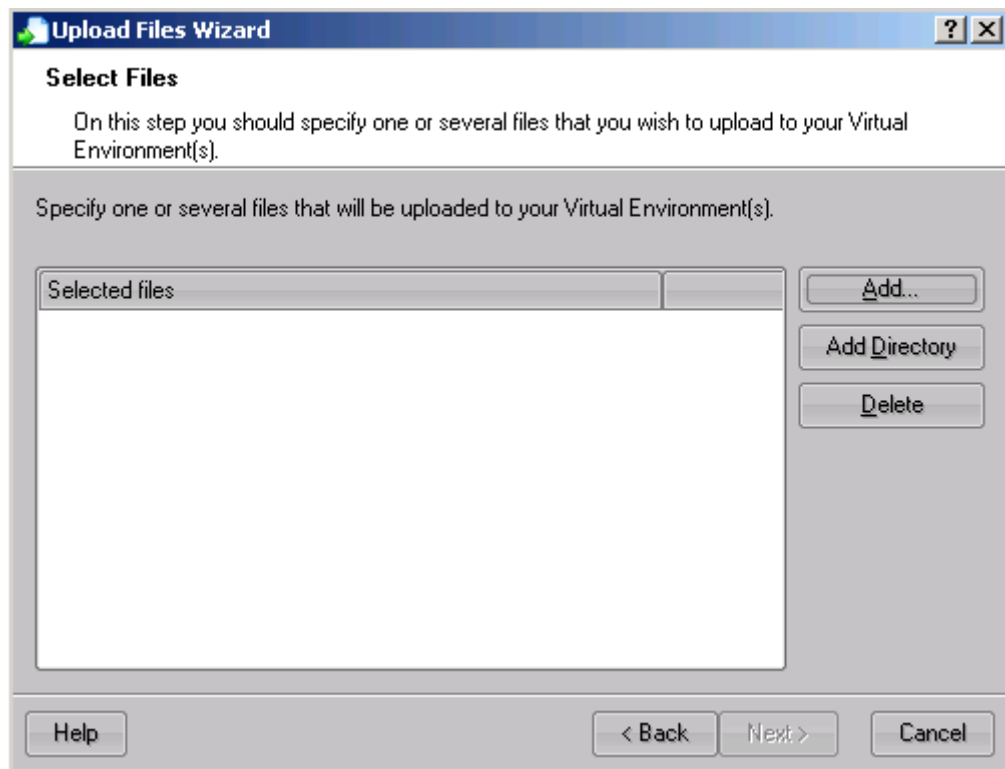 Upload Files Wizard
?
X
Select Files
On this step you should specify one or several files that you wish to upload to your Virtual
Environment(s).
Specify one or several files that will be uploaded to your Virtual Environment(s).
Selected files
Add...
Add Directory
Delete
Help
< Back
Next >
Cancel